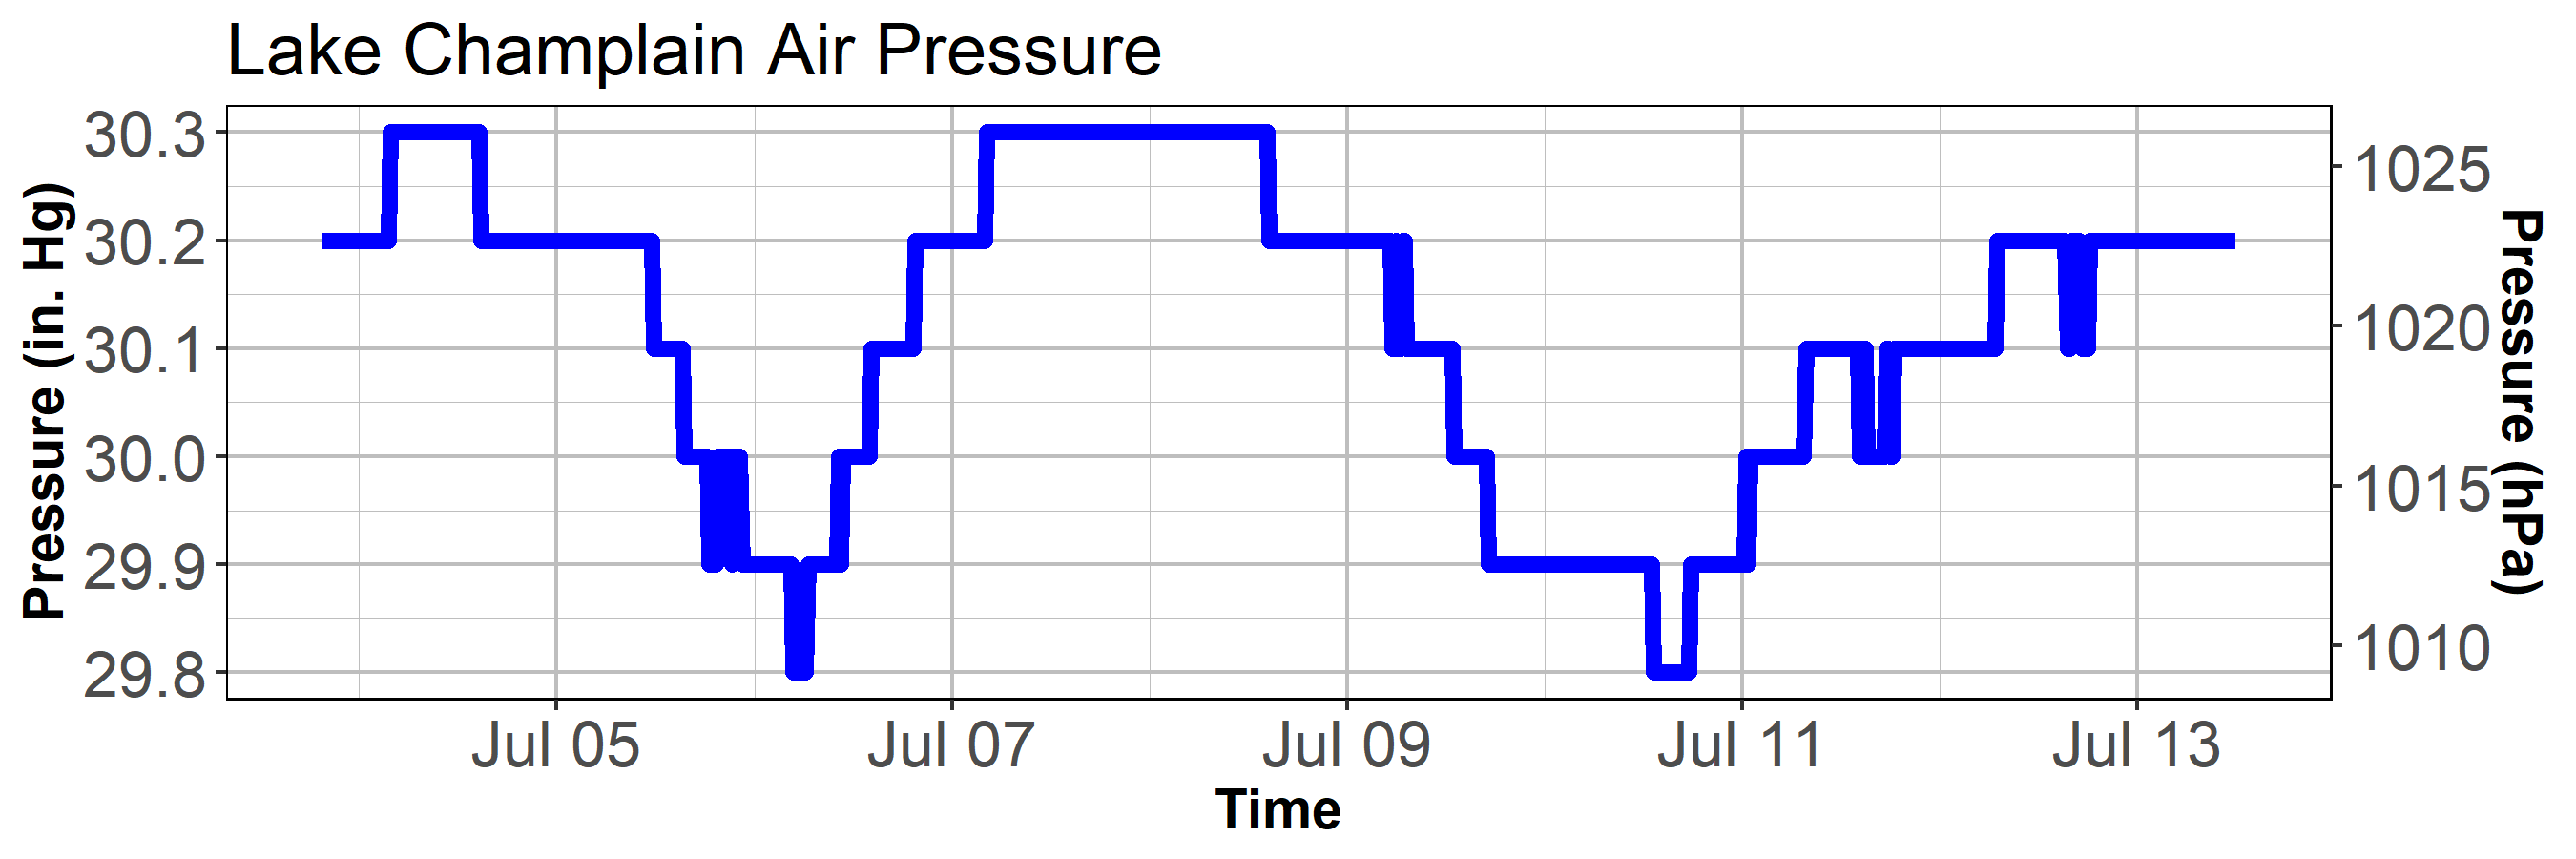 Lake Champlain Air Pressure
Pressure (in. Hg)
30.3
30.2
30.1
30.0
29.9
29.8
1025
1020
1015
1010
Pressure (hPa)
Jul 05 Jul 07 Jul 09 Jul 11 Jul 13
Time